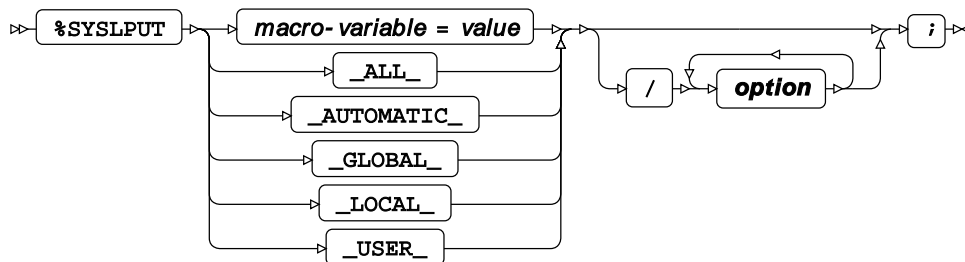 %SYSLPUT macro-variable = value ;
_ALL_ / option
_AUTOMATIC_
_GLOBAL_
_LOCAL_
_USER_